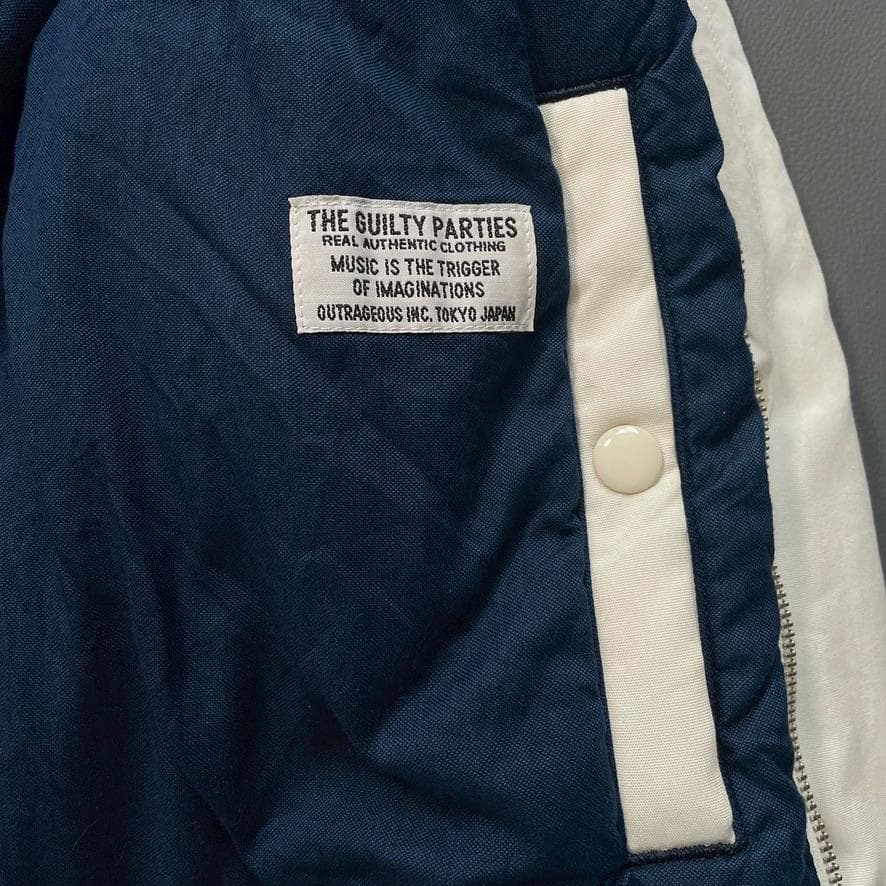 THE GUILTY PARTIES
REAL AUTHENTIC CLOTHING
MUSIC IS THE TRIGGER
OF IMAGINATIONS
OUTRAGEOUS INC. TOKYO JAPAN